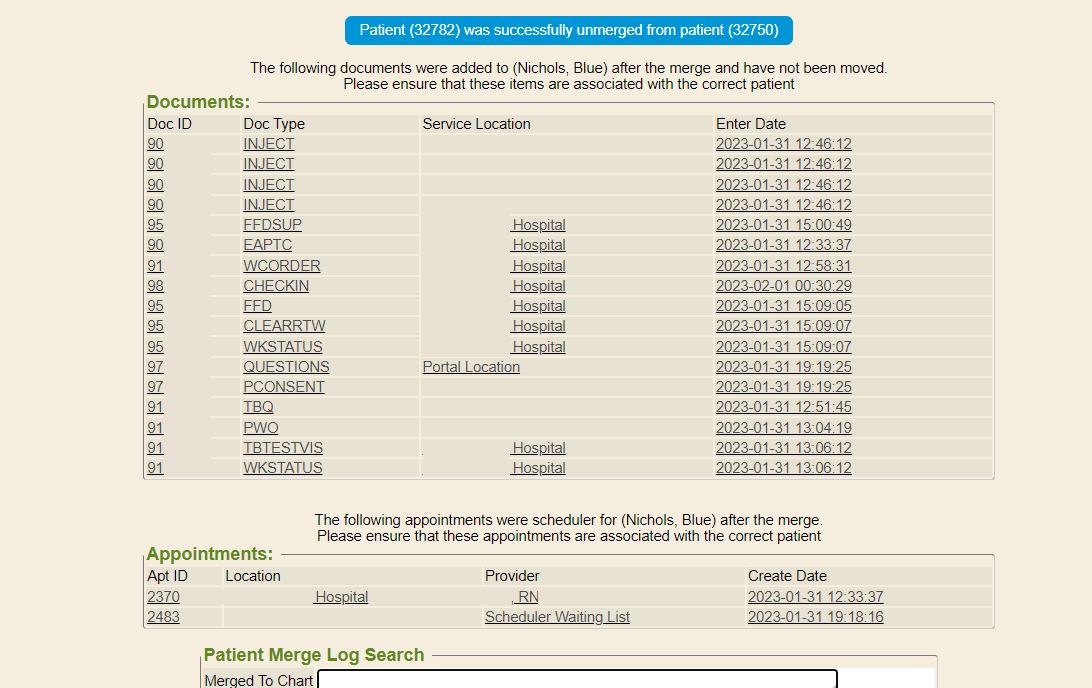 Patient (32782) was successfully unmerged from patient (32750)
The following documents were added to (Nichols, Blue) after the merge and have not been moved.
Please ensure that these items are associated with the correct patient
Documents:
Doc ID Doc Type Service Location Enter Date
90 INJECT 2023-01-31 12:46:12
90 INJECT 2023-01-31 12:46:12
90 INJECT 2023-01-31 12:46:12
90 INJECT 2023-01-31 12:46:12
95 FFDSUP Hospital 2023-01-31 15:00:49
90 EAPTC Hospital 2023-01-31 12:33:37
91 WCORDER Hospital 2023-01-31 12:58:31
98 CHECKIN Hospital 2023-02-01 00:30:29
95 FFD Hospital 2023-01-31 15:09:05
95 CLEARRTW Hospital 2023-01-31 15:09:07
95 WKSTATUS Hospital 2023-01-31 15:09:07
97 QUESTIONS Portal Location 2023-01-31 19:19:25
97 PCONSENT 2023-01-31 19:19:25
91 TBQ 2023-01-31 12:51:45
91 PWO 2023-01-31 13:04:19
91 TBTESTVIS Hospital 2023-01-31 13:06:12
91 WKSTATUS Hospital 2023-01-31 13:06:12
The following appointments were scheduler for (Nichols, Blue) after the merge.
Please ensure that these appointments are associated with the correct patient
Appointments:
Apt ID Location Provider Create Date
2370 Hospital , RN 2023-01-31 12:33:37
2483 Scheduler Waiting List 2023-01-31 19:18:16
Patient Merge Log Search
Merged To Chart